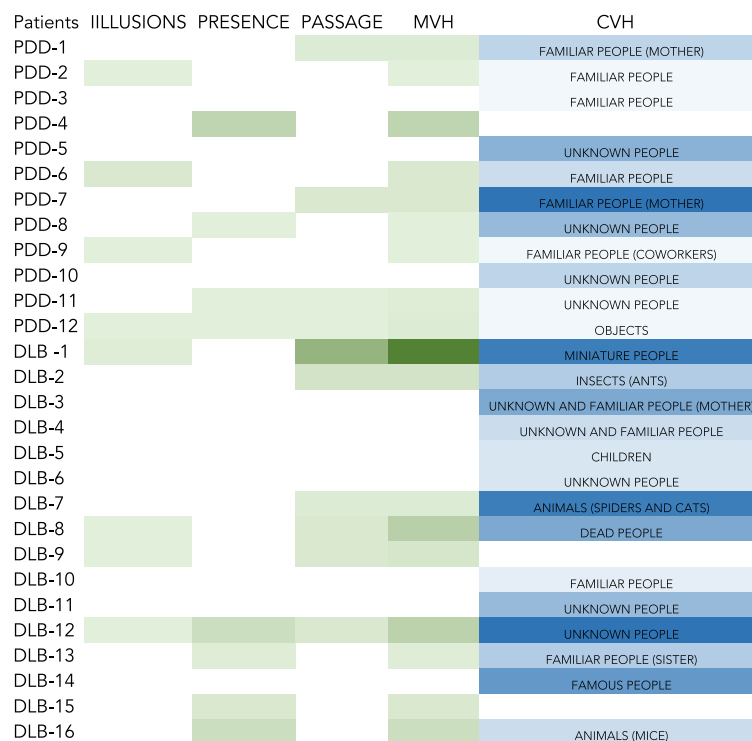 Patients IILLUSIONS PRESENCE PASSAGE MVH CVH
PDD-1 FAMILIAR PEOPLE (MOTHER)
PDD-2 FAMILIAR PEOPLE
PDD-3 FAMILIAR PEOPLE
PDD-4
PDD-5 UNKNOWN PEOPLE
PDD-6 FAMILIAR PEOPLE
PDD-7 FAMILIAR PEOPLE (MOTHER)
PDD-8 UNKNOWN PEOPLE
PDD-9 FAMILIAR PEOPLE (COWORKERS)
PDD-10 UNKNOWN PEOPLE
PDD-11 UNKNOWN PEOPLE
PDD-12 OBJECTS
DLB -1 MINIATURE PEOPLE
DLB-2 INSECTS (ANTS)
DLB-3 UNKNOWN AND FAMILIAR PEOPLE (MOTHER)
DLB-4 UNKNOWN AND FAMILIAR PEOPLE
DLB-5 CHILDREN
DLB-6 UNKNOWN PEOPLE
DLB-7 ANIMALS (SPIDERS AND CATS)
DLB-8 DEAD PEOPLE
DLB-9
DLB-10 FAMILIAR PEOPLE
DLB-11 UNKNOWN PEOPLE
DLB-12 UNKNOWN PEOPLE
DLB-13 FAMILIAR PEOPLE (SISTER)
DLB-14 FAMOUS PEOPLE
DLB-15
DLB-16 ANIMALS (MICE)